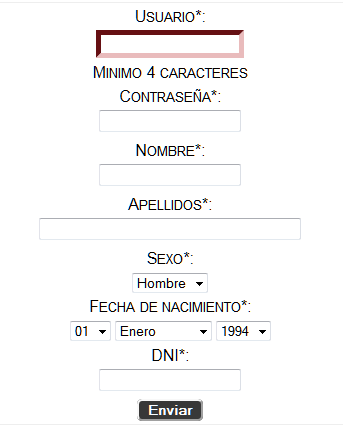 Usuario*:
Minimo 4 caracteres
Contraseña*:
Nombre*:
Apellidos*:
Sexo*:
Hombre
Fecha de nacimiento*:
01 Enero 1994
DNI*:
Enviar